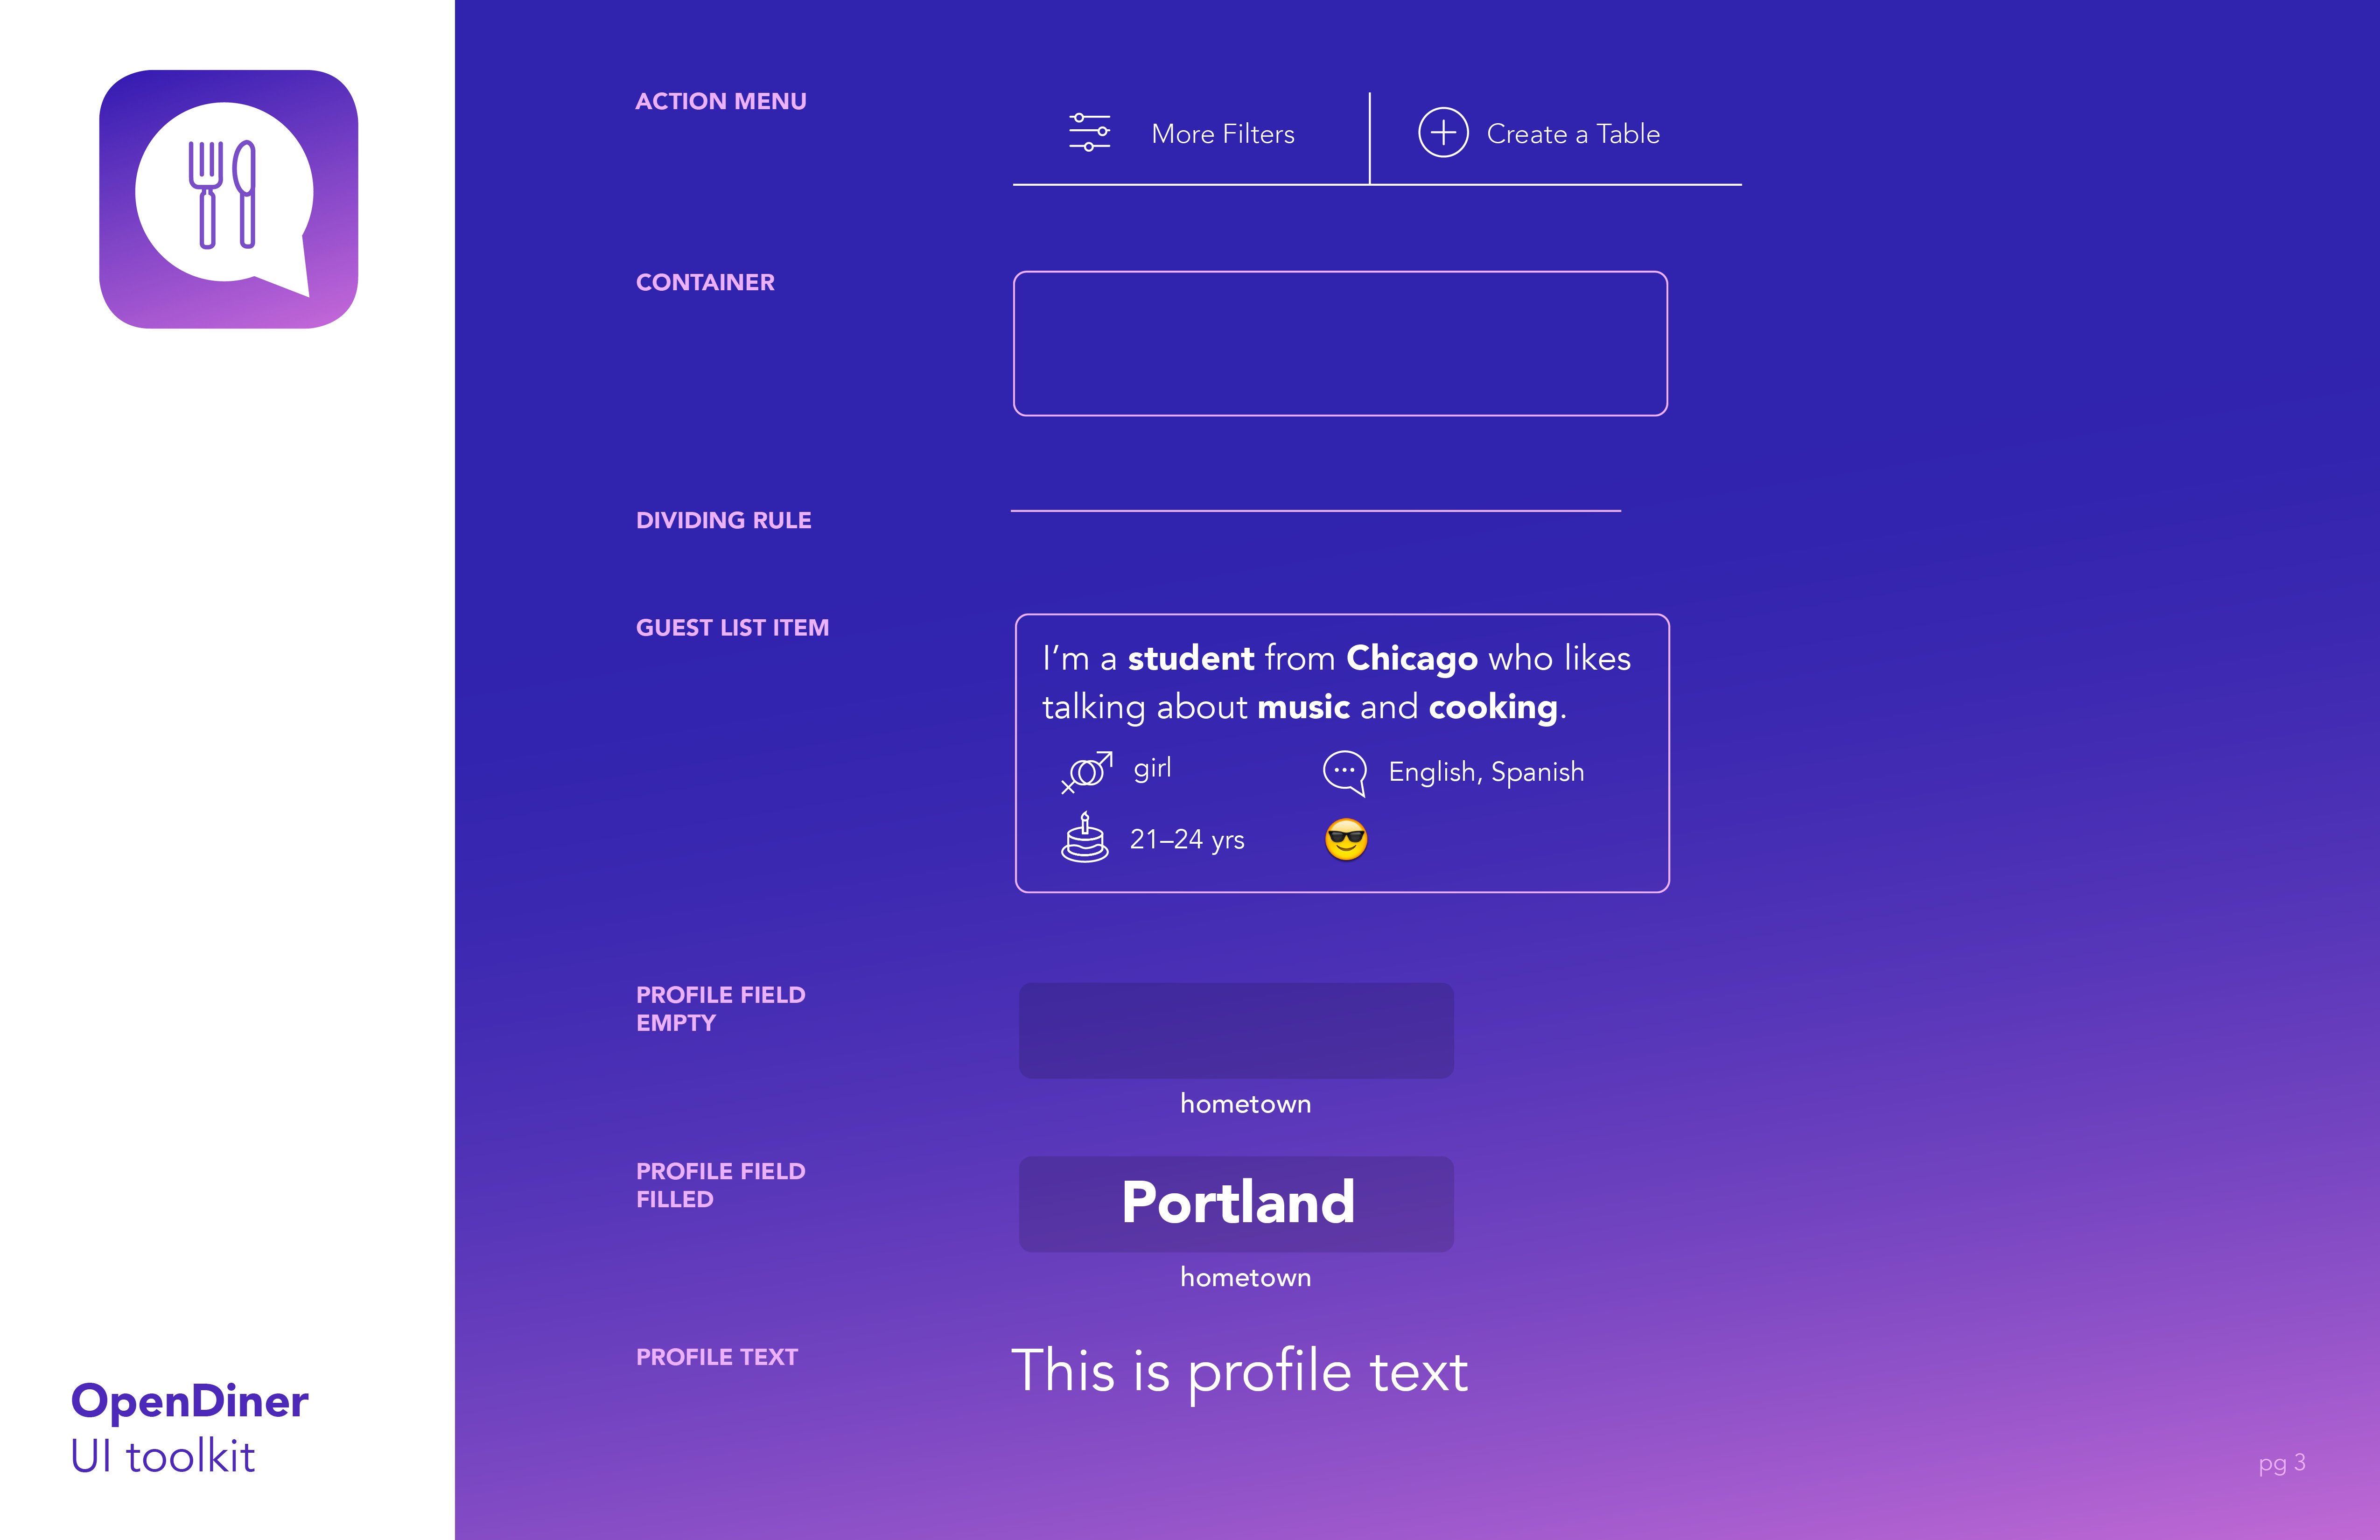 ACTION MENU
More Filters
Create a Table
CONTAINER
DIVIDING RULE
GUEST LIST ITEM
I’m a student from Chicago who likes
talking about music and cooking.
girl
English, Spanish
21–24 yrs
PROFILE FIELD
EMPTY
hometown
PROFILE FIELD
FILLED
Portland
hometown
PROFILE TEXT
This is profile text
OpenDiner
UI toolkit
pg 3